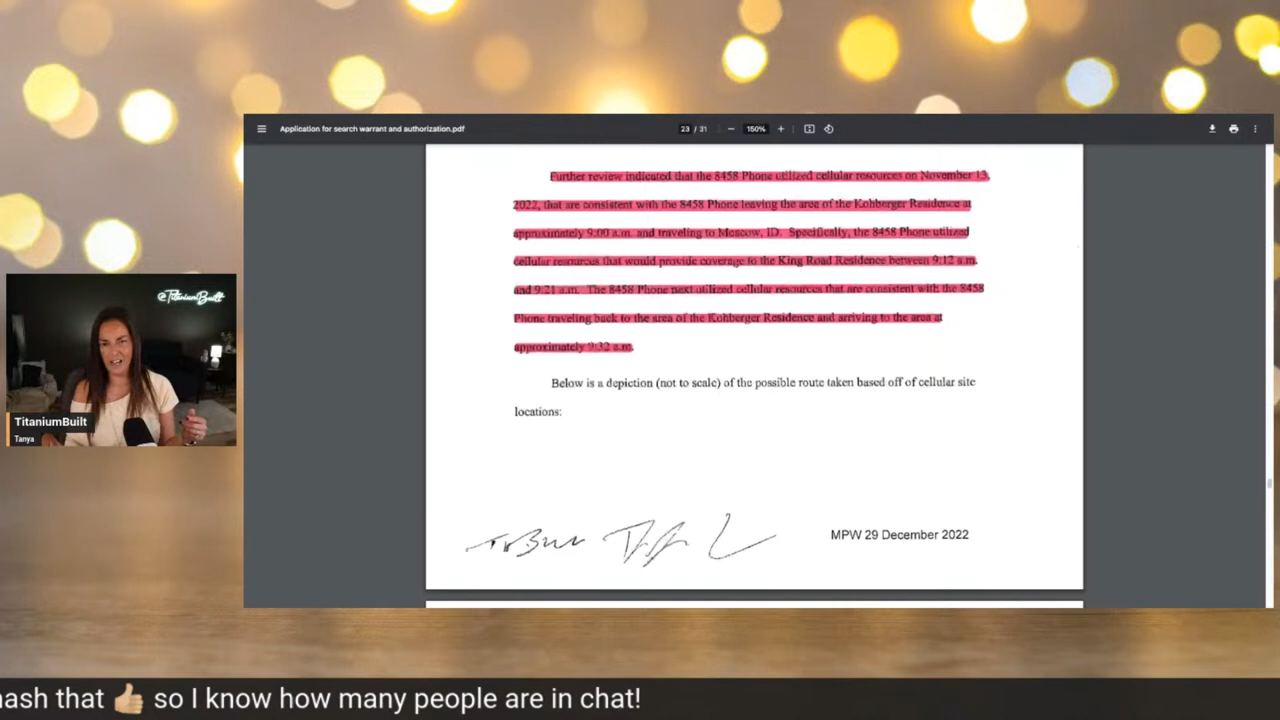 Application for search warrant and authorization.pdf
23 / 31
150%
Further review indicated that the 8458 Phone utilized cellular resources on November 13,
2022, that are consistent with the 8458 Phone leaving the area of the Kohberger Residence at
approximately 9:00 a.m. and traveling to Moscow, ID. Specifically, the 8458 Phone utilized
cellular resources that would provide coverage to the King Road Residence between 9:12 a.m.
and 9:21 a.m. The 8458 Phone next utilized cellular resources that are consistent with the 8458
Phone traveling back to the area of the Kohberger Residence and arriving to the area at
approximately 9:32 a.m.
Below is a depiction (not to scale) of the possible route taken based off of cellular site
locations:
MPW 29 December 2022
@TitaniumBuilt
TitaniumBuilt
Tanya
ash that 👍🏼 so I know how many people are in chat!